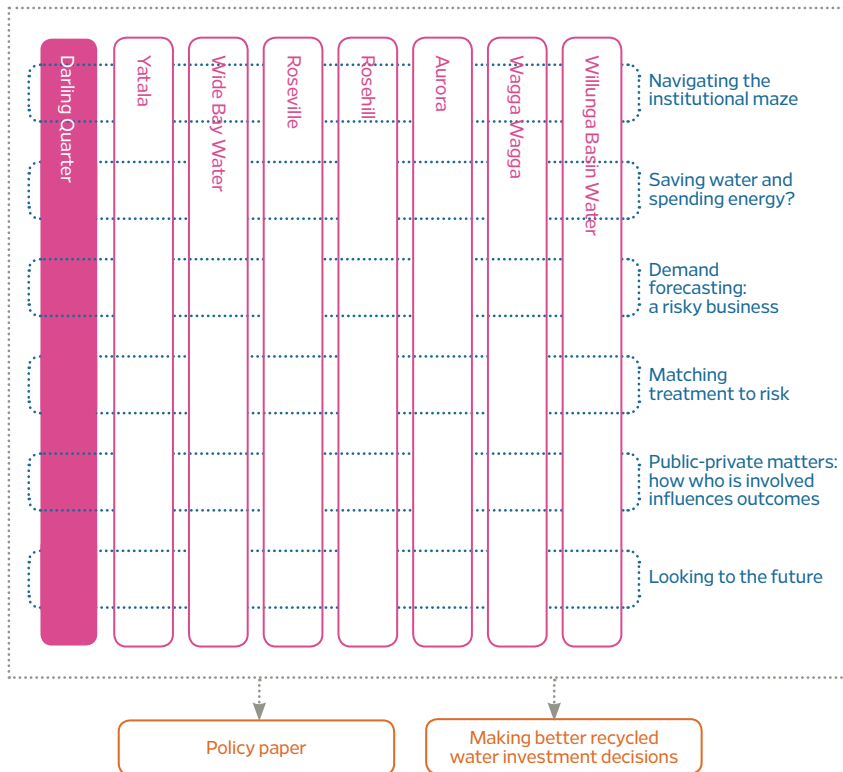 Darling Quarter
Yatala
Wide Bay Water
Roseville
Rosehill
Aurora
Wagga Wagga
Willunga Basin Water
Navigating the
institutional maze
Saving water and
spending energy?
Demand
forecasting:
a risky business
Matching
treatment to risk
Public-private matters:
how who is involved
influences outcomes
Looking to the future
Policy paper
Making better recycled
water investment decisions